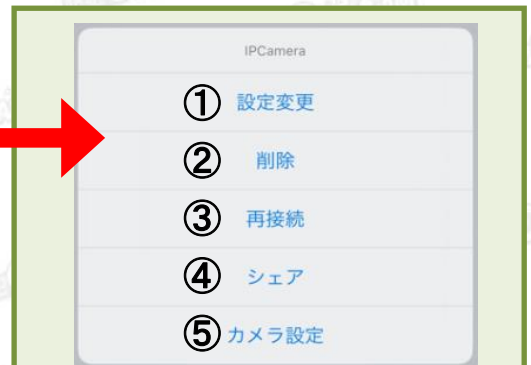 IPCamera
① 設定変更
② 削除
③ 再接続
④ シェア
⑤ カメラ設定